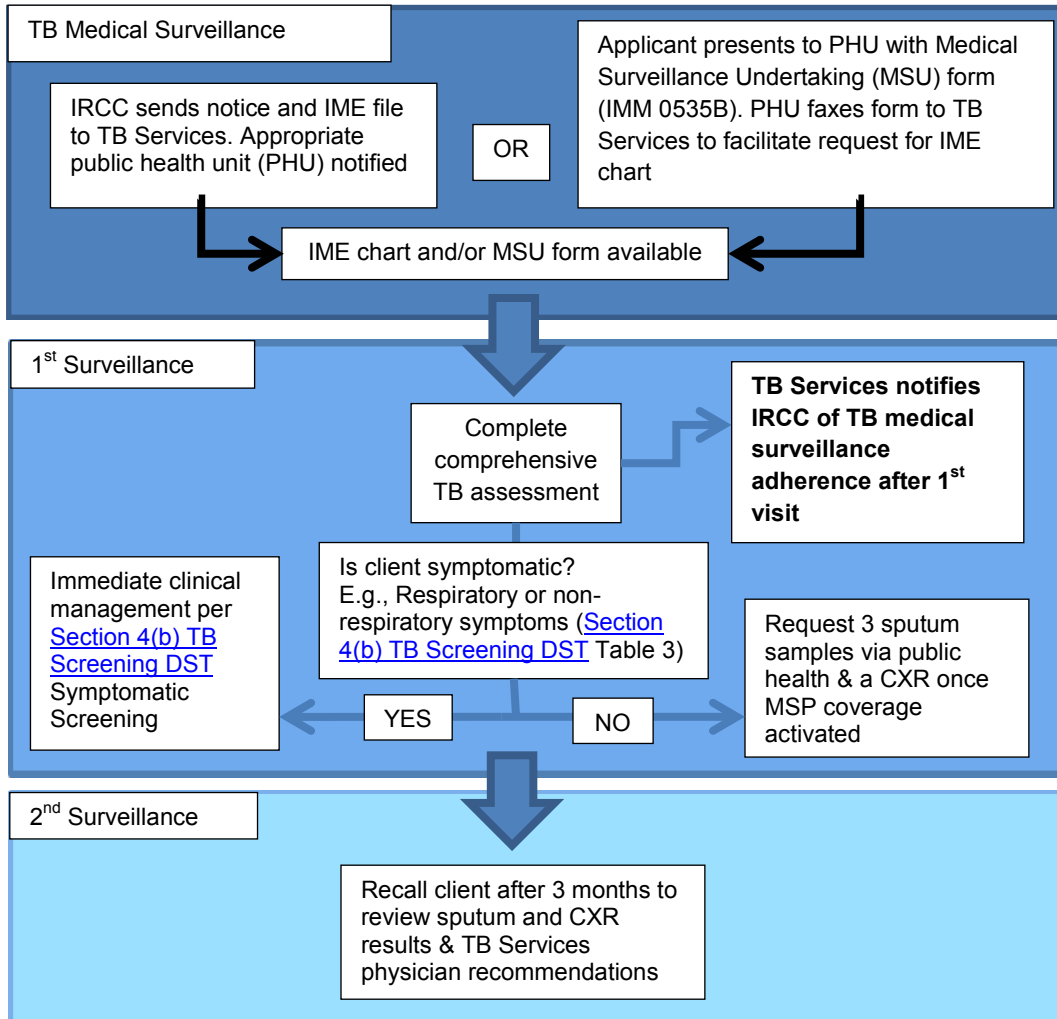 TB Medical Surveillance
IRCC sends notice and IME file
to TB Services. Appropriate
public health unit (PHU) notified
OR
Applicant presents to PHU with Medical
Surveillance Undertaking (MSU) form
(IMM 0535B). PHU faxes form to TB
Services to facilitate request for IME
chart
IME chart and/or MSU form available
1st Surveillance
Complete
comprehensive
TB assessment
TB Services notifies
IRCC of TB medical
surveillance
adherence after 1st
visit
Is client symptomatic?
E.g., Respiratory or non-
respiratory symptoms (Section
4(b) TB Screening DST Table 3)
Immediate clinical
management per
Section 4(b) TB
Screening DST
Symptomatic
Screening
YES
NO
Request 3 sputum
samples via public
health & a CXR once
MSP coverage
activated
2nd Surveillance
Recall client after 3 months to
review sputum and CXR
results & TB Services
physician recommendations